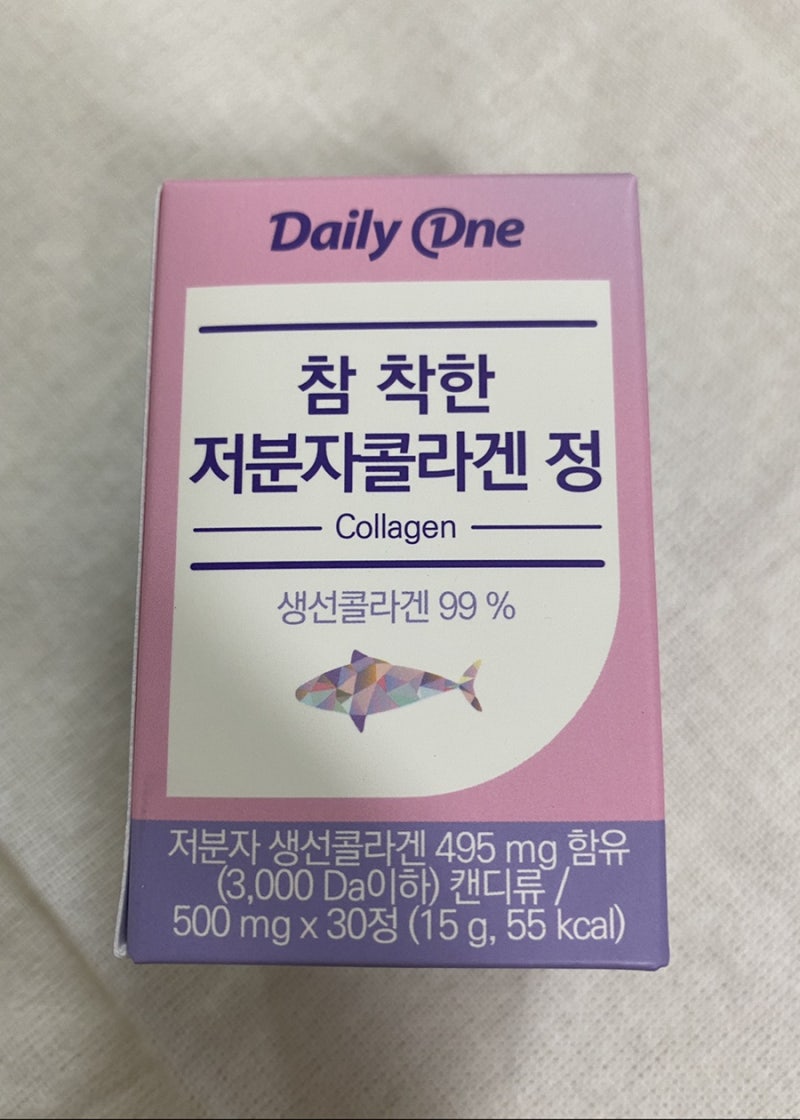 Daily One
참 착한
저분자콜라겐 정
Collagen
생선콜라겐 99 %
저분자 생선콜라겐 495 mg 함유
(3,000 Da이하) 캔디류 /
500 mg x 30정 (15 g, 55 kcal)